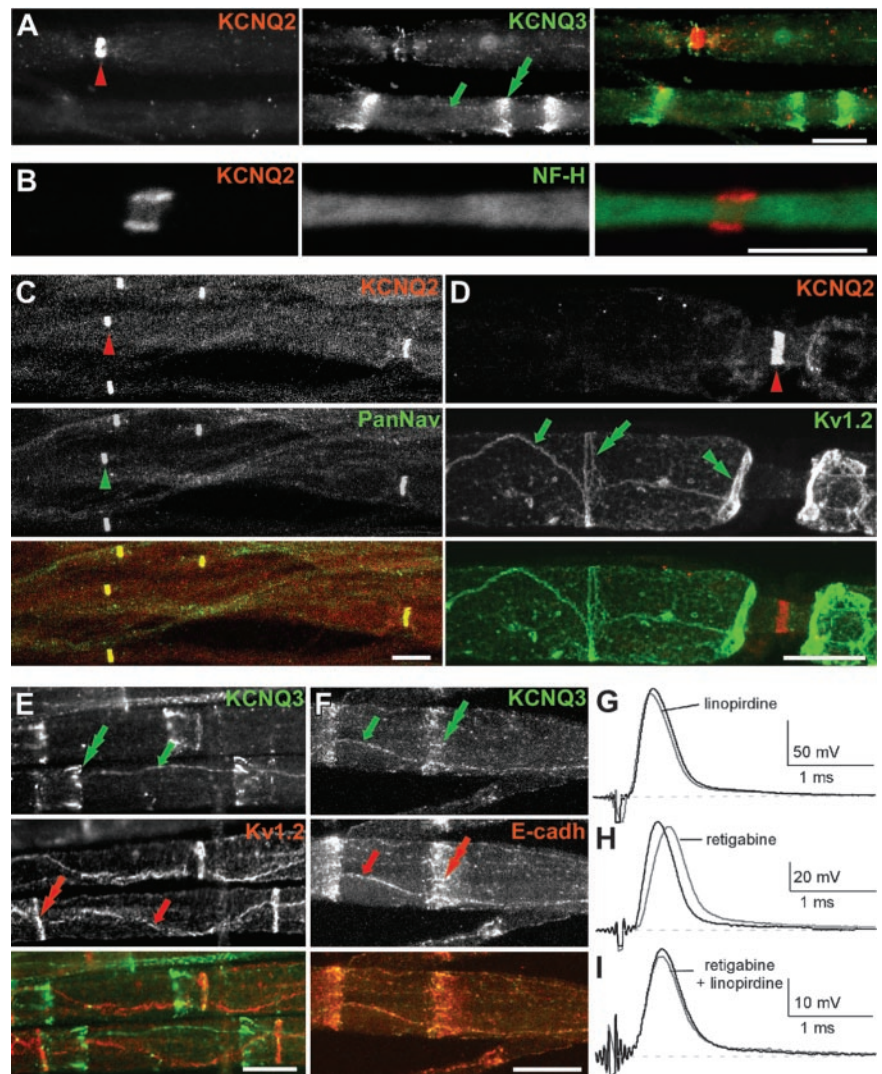 A KCNQ2 KCNQ3
B KCNQ2 NF-H
C KCNQ2
PanNav
D KCNQ2
Kv1.2
E KCNQ3
Kv1.2
F KCNQ3
E-cadh
G linopirdine
50 mV
1 ms
H retigabine
20 mV
1 ms
I retigabine
+ linopirdine
10 mV
1 ms